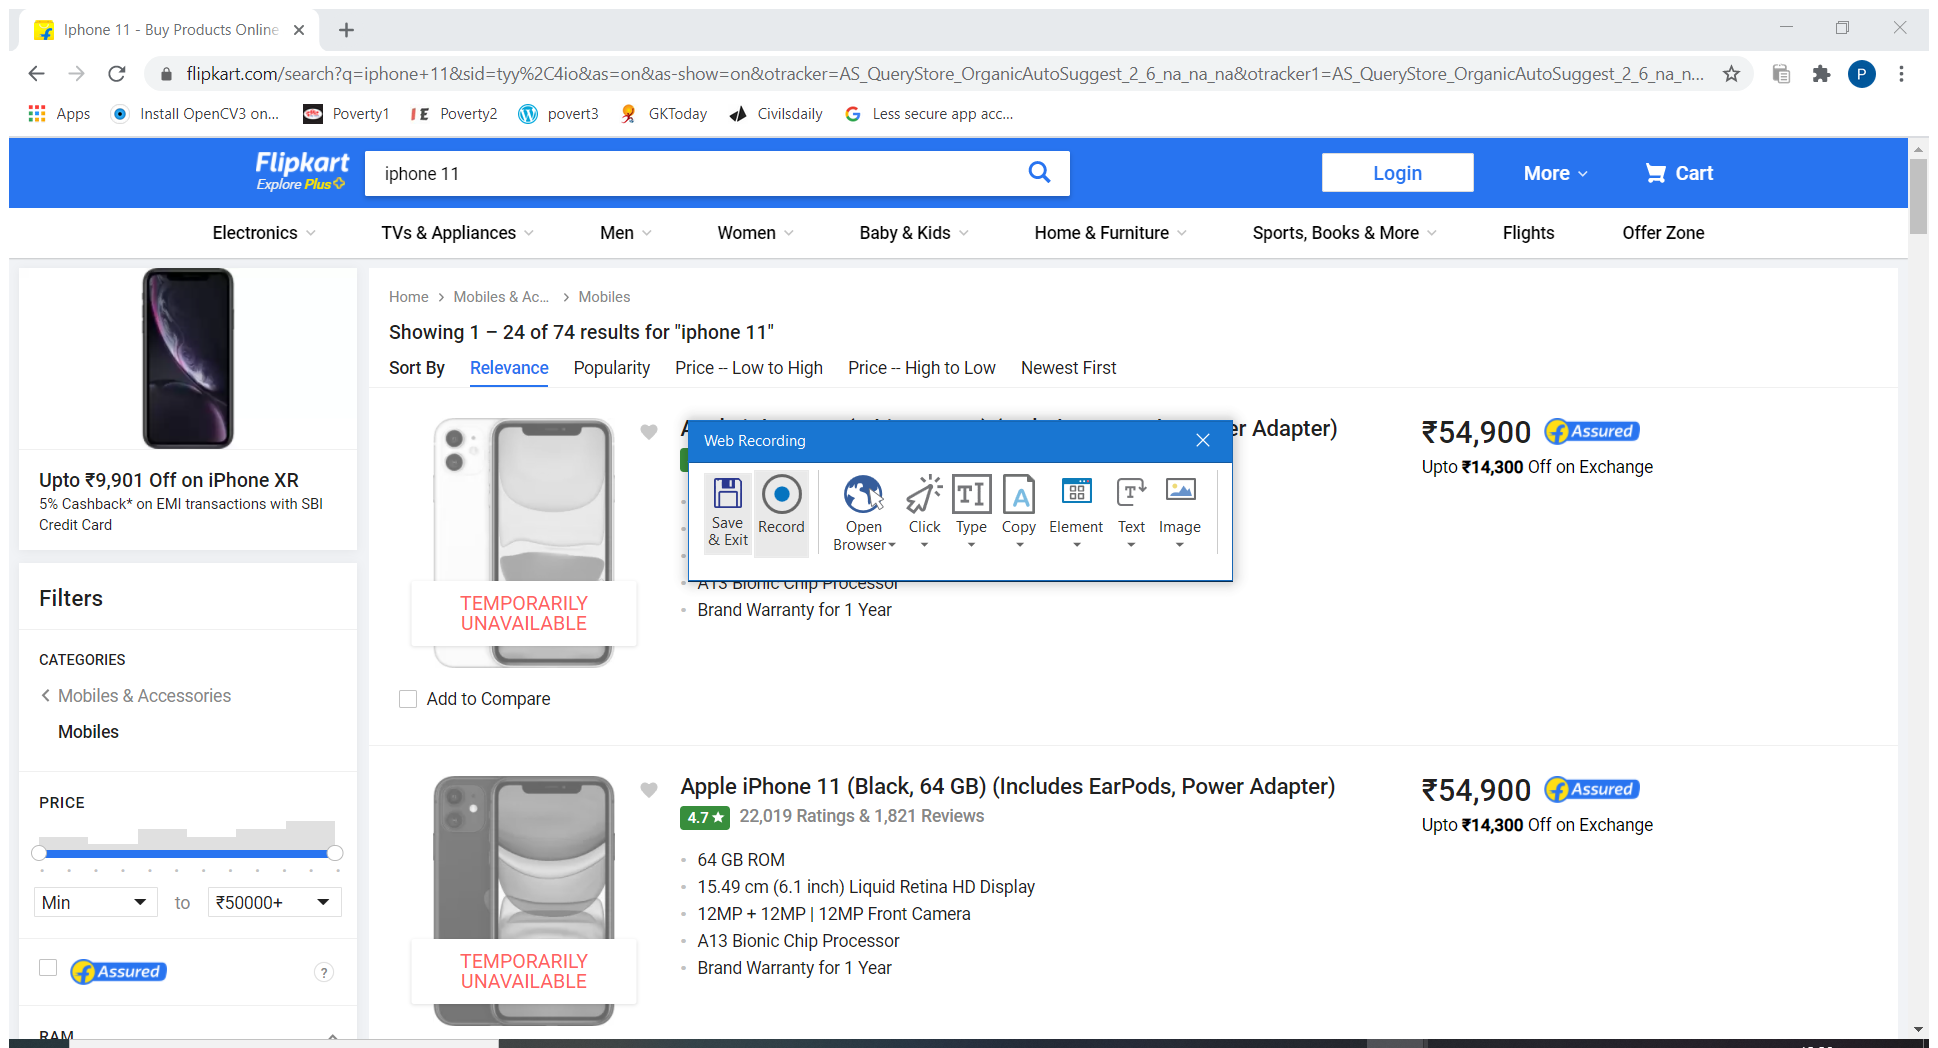 Iphone 11 - Buy Products Online
flipkart.com/search?q=iphone+11&sid=tyy%2C4io&as=on&as-show=on&otracker=AS_QueryStore_OrganicAutoSuggest_2_6_na_na_na&otracker1=AS_QueryStore_OrganicAutoSuggest_2_6_na_n...
P
Apps
Install OpenCV3 on...
Poverty1
Poverty2
povert3
GKToday
Civilsdaily
Less secure app acc...
Flipkart
Explore Plus
iphone 11
Login
More
Cart
Electronics
TVs & Appliances
Men
Women
Baby & Kids
Home & Furniture
Sports, Books & More
Flights
Offer Zone
Upto ₹9,901 Off on iPhone XR
5% Cashback* on EMI transactions with SBI
Credit Card
Filters
CATEGORIES
Mobiles & Accessories
Mobiles
PRICE
Min
to
₹50000+
Assured
?
RAM
Home > Mobiles & Ac... > Mobiles
Showing 1 – 24 of 74 results for "iphone 11"
Sort By
Relevance
Popularity
Price -- Low to High
Price -- High to Low
Newest First
er Adapter)
₹54,900
Assured
Upto ₹14,300 Off on Exchange
Web Recording
Save
& Exit
Record
Open
Browser
Click
Type
Copy
Element
Text
Image
A13 Bionic Chip Processor
Brand Warranty for 1 Year
TEMPORARILY
UNAVAILABLE
Add to Compare
Apple iPhone 11 (Black, 64 GB) (Includes EarPods, Power Adapter)
4.7★
22,019 Ratings & 1,821 Reviews
64 GB ROM
15.49 cm (6.1 inch) Liquid Retina HD Display
12MP + 12MP | 12MP Front Camera
A13 Bionic Chip Processor
Brand Warranty for 1 Year
₹54,900
Assured
Upto ₹14,300 Off on Exchange
TEMPORARILY
UNAVAILABLE